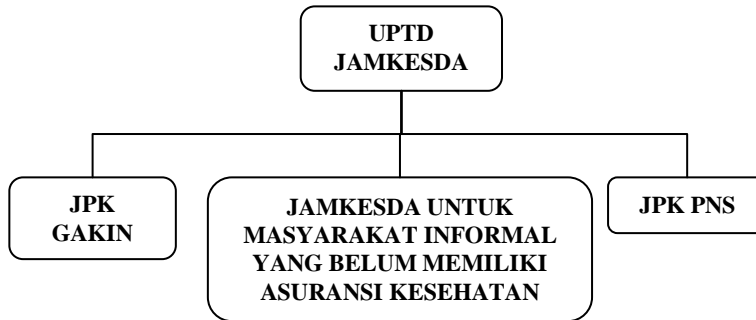 UPTD
JAMKESDA
JPK
GAKIN
JAMKESDA UNTUK
MASYARAKAT INFORMAL
YANG BELUM MEMILIKI
ASURANSI KESEHATAN
JPK PNS